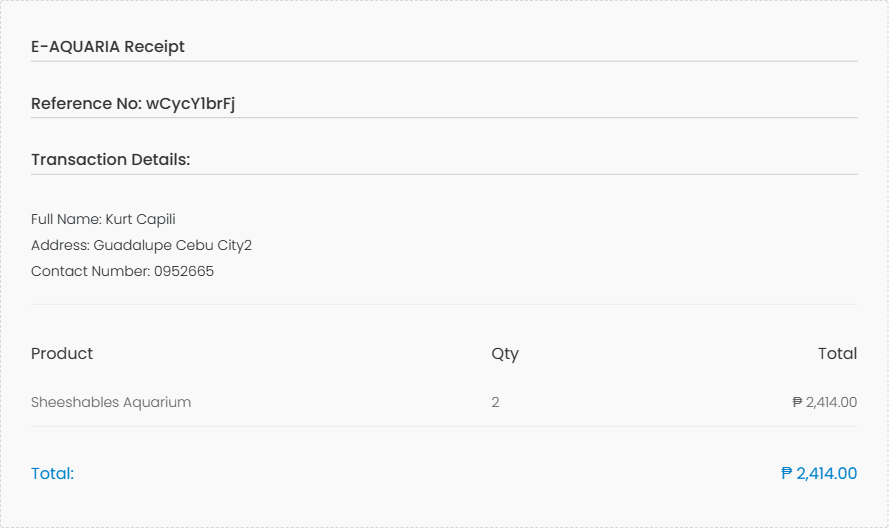 E-AQUARIA Receipt
Reference No: wCycY1brFj
Transaction Details:
Full Name: Kurt Capili
Address: Guadalupe Cebu City2
Contact Number: 0952665
Product Qty Total
Sheeshables Aquarium 2 ₱ 2,414.00
Total: ₱ 2,414.00